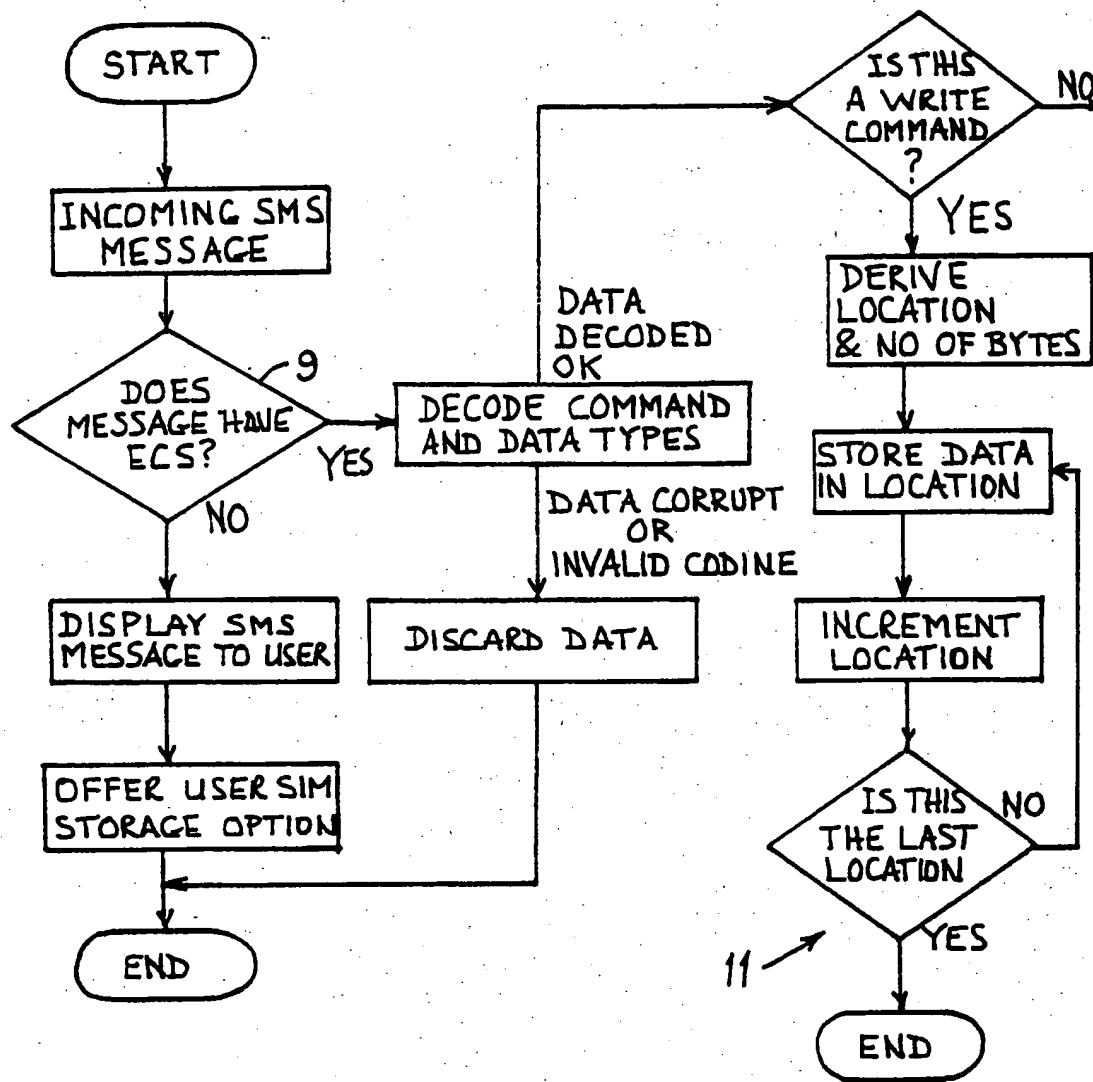 START
INCOMING SMS
MESSAGE
9
DOES
MESSAGE HAVE
ECS?
YES
NO
DISPLAY SMS
MESSAGE TO USER
OFFER USER SIM
STORAGE OPTION
END
DATA
DECODED
OK
DECODE COMMAND
AND DATA TYPES
DATA CORRUPT
OR
INVALID CODINE
DISCARD DATA
IS THIS
A WRITE
COMMAND
?
NO
YES
DERIVE
LOCATION
& NO OF BYTES
STORE DATA
IN LOCATION
INCREMENT
LOCATION
IS THIS
THE LAST
LOCATION
NO
YES
11
END